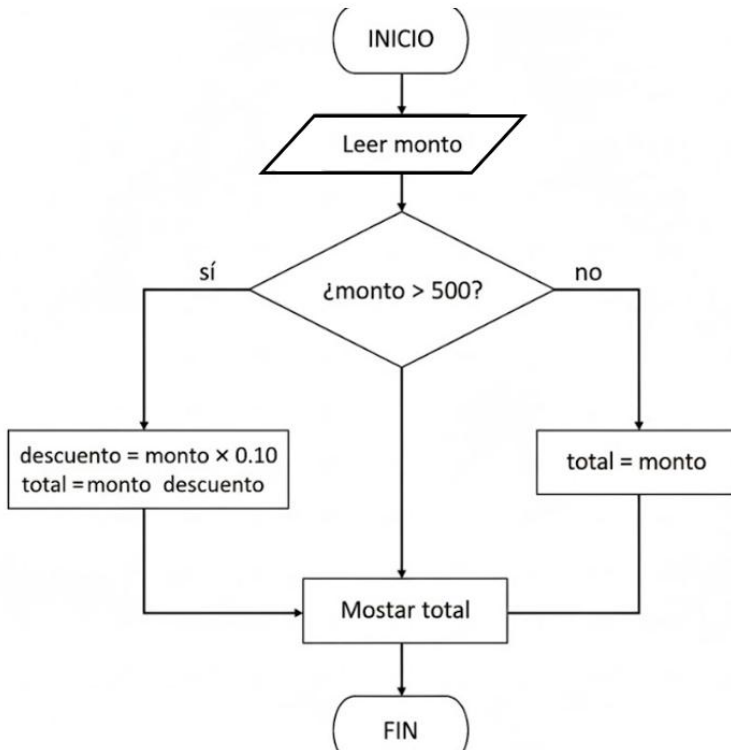 INICIO
Leer monto
¿monto > 500?
sí
no
descuento = monto × 0.10
total = monto descuento
total = monto
Mostar total
FIN